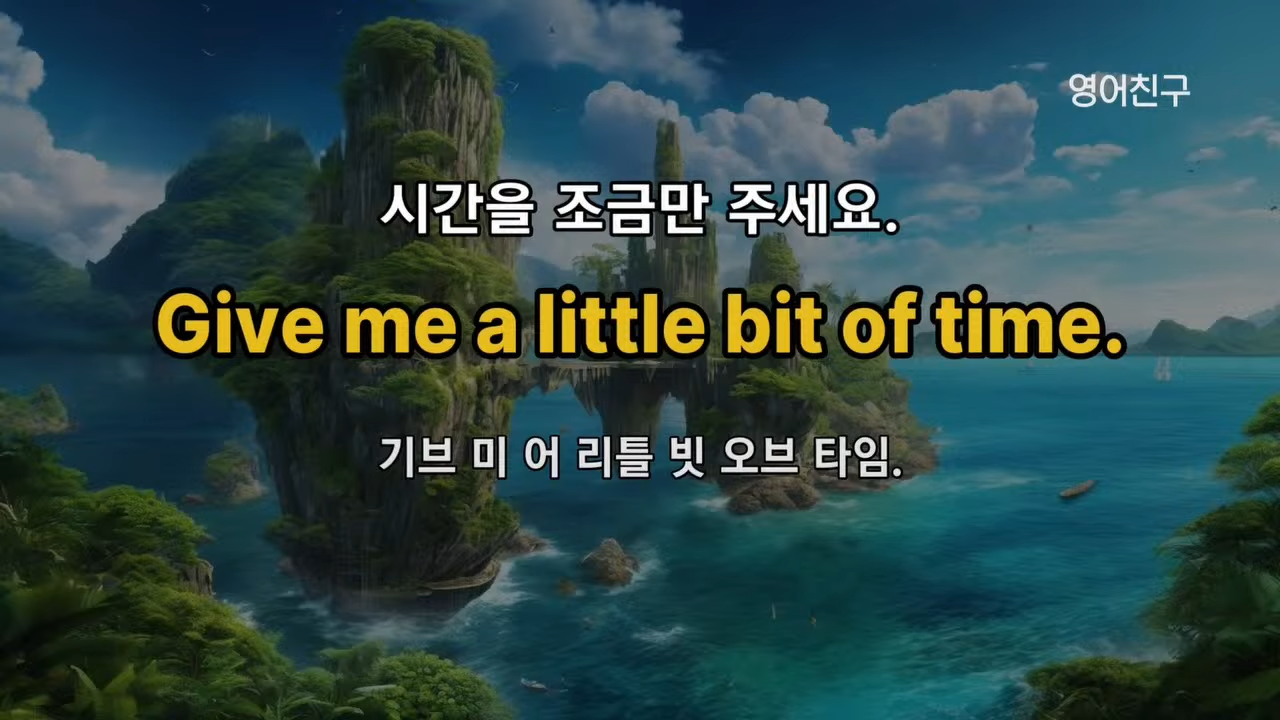 영어친구
시간을 조금만 주세요.
Give me a little bit of time.
기브 미 어 리틀 빗 오브 타임.